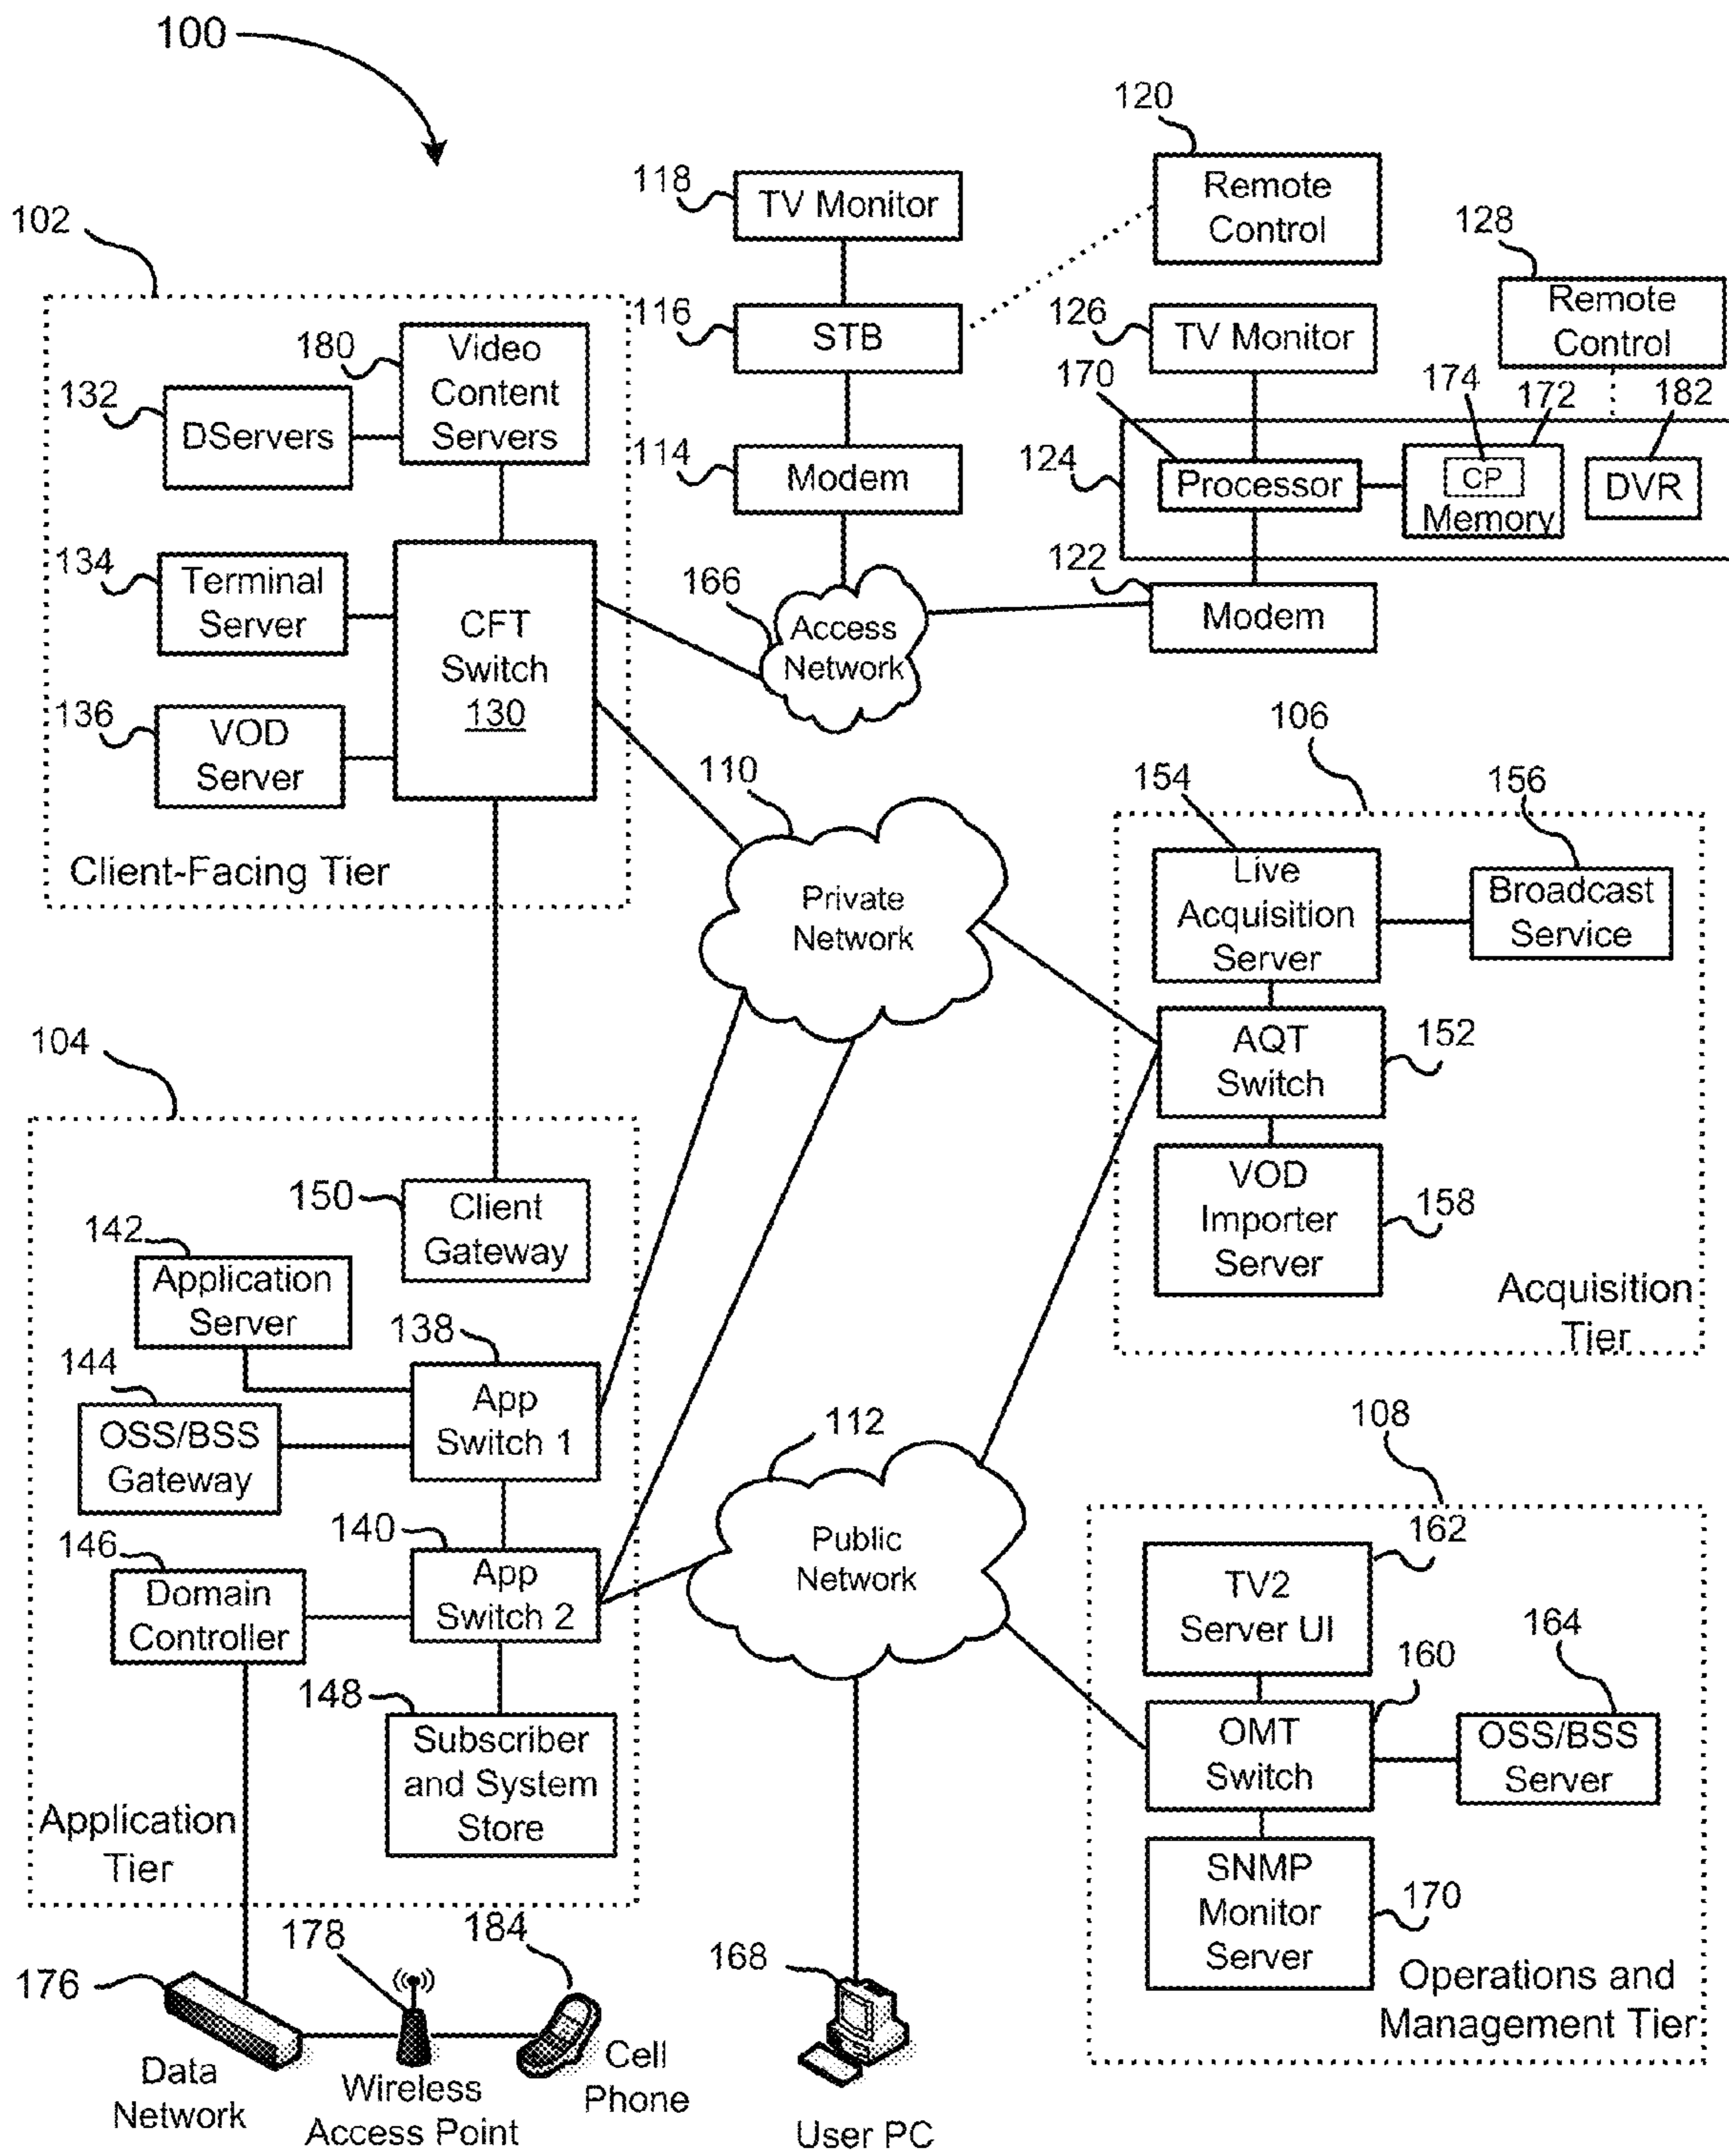 100
120
118
TV Monitor
Remote
Control
102
128
116
STB
126
TV Monitor
Remote
Control
180
Video
Content
Servers
170
174
172
182
132
DServers
114
Modem
124
Processor
CP
Memory
DVR
134
Terminal
Server
CFT
Switch
130
166
Access
Network
122
Modem
136
VOD
Server
106
110
154
156
Client-Facing Tier
Private
Network
Live
Acquisition
Server
Broadcast
Service
104
AQT
Switch
152
150
Client
Gateway
VOD
Importer
Server
158
142
Application
Server
Acquisition
Tier
138
144
App
Switch 1
OSS/BSS
Gateway
112
108
140
146
App
Switch 2
Public
Network
162
TV2
Server UI
Domain
Controller
164
160
148
Subscriber
and System
Store
OMT
Switch
OSS/BSS
Server
Application
Tier
SNMP
Monitor
Server
170
178
184
168
176
Operations and
Management Tier
Data
Network
Wireless
Access Point
Cell
Phone
User PC